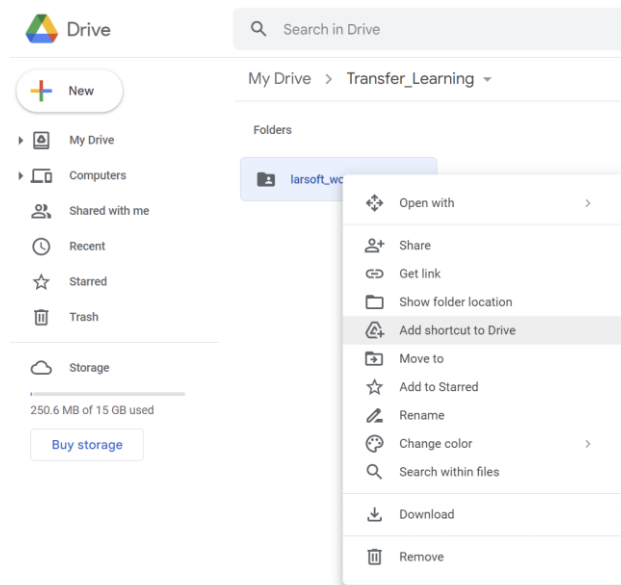 Drive
Search in Drive
New
My Drive
Computers
Shared with me
Recent
Starred
Trash
Storage
250.6 MB of 15 GB used
Buy storage
My Drive > Transfer_Learning
Folders
larsoft_wo
Open with
Share
Get link
Show folder location
Add shortcut to Drive
Move to
Add to Starred
Rename
Change color
Search within files
Download
Remove